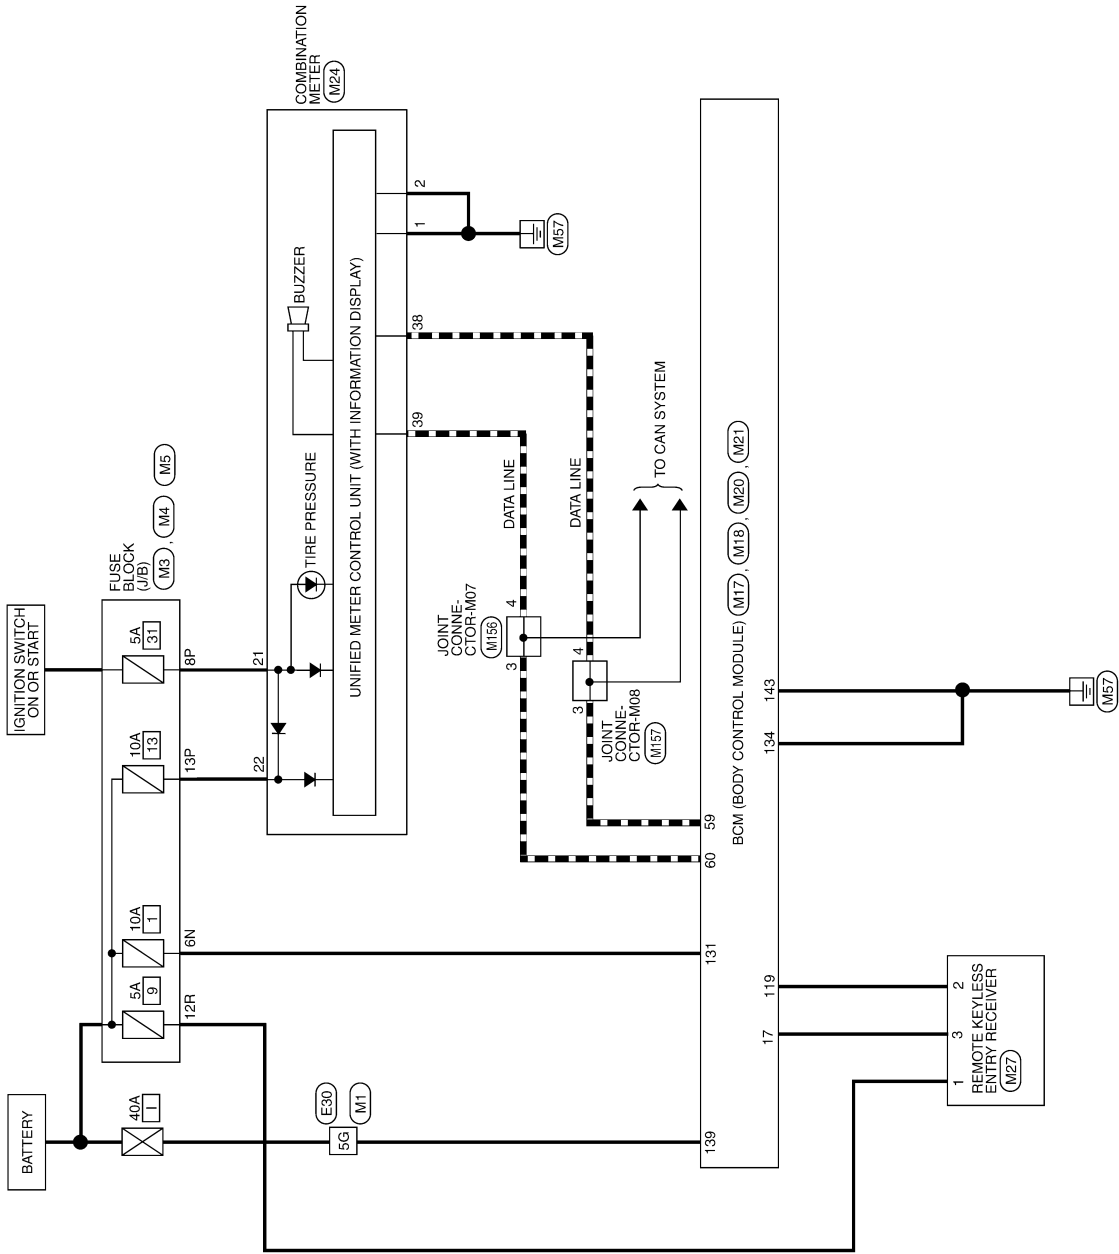 BATTERY
IGNITION SWITCH
ON OR START
40A
I
5A
9
10A
1
10A
13
5A
31
FUSE
BLOCK
(J/B)
M3 , M4
M5
12R
6N
13P
8P
22
21
COMBINATION
METER
M24
TIRE PRESSURE
BUZZER
UNIFIED METER CONTROL UNIT (WITH INFORMATION DISPLAY)
39
38
1
2
M57
E30
M1
5G
JOINT
CONNE-
CTOR-M07
M156
3
4
DATA LINE
DATA LINE
JOINT
CONNE-
CTOR-M08
M157
3
4
TO CAN SYSTEM
139
131
60
59
BCM (BODY CONTROL MODULE) M17 , M18 , M20 , M21
17
119
134
143
M57
1
3
2
REMOTE KEYLESS
ENTRY RECEIVER
M27